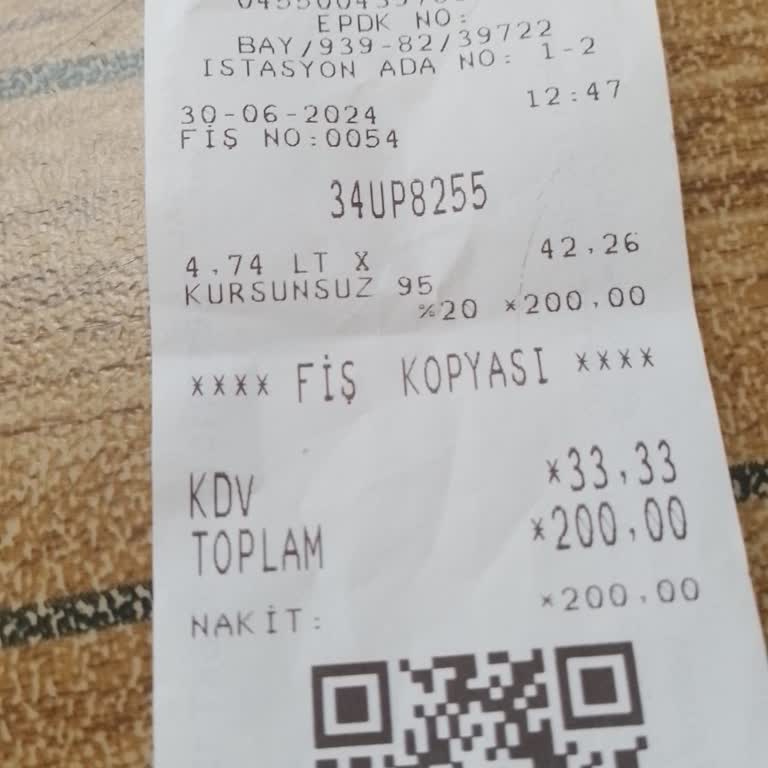 EPDK NO:
BAY/939-82/39722
ISTASYON ADA NO: 1-2
30-06-2024 12:47
FİŞ NO:0054
34UP8255
4,74 LT X 42,26
KURSUNSUZ 95
%20 *200,00
**** FİŞ KOPYASI ****
KDV *33,33
TOPLAM *200,00
NAKİT: *200,00